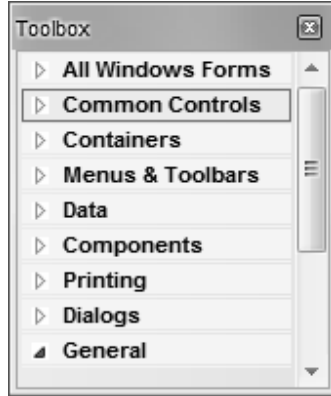 Toolbox
All Windows Forms
Common Controls
Containers
Menus & Toolbars
Data
Components
Printing
Dialogs
General